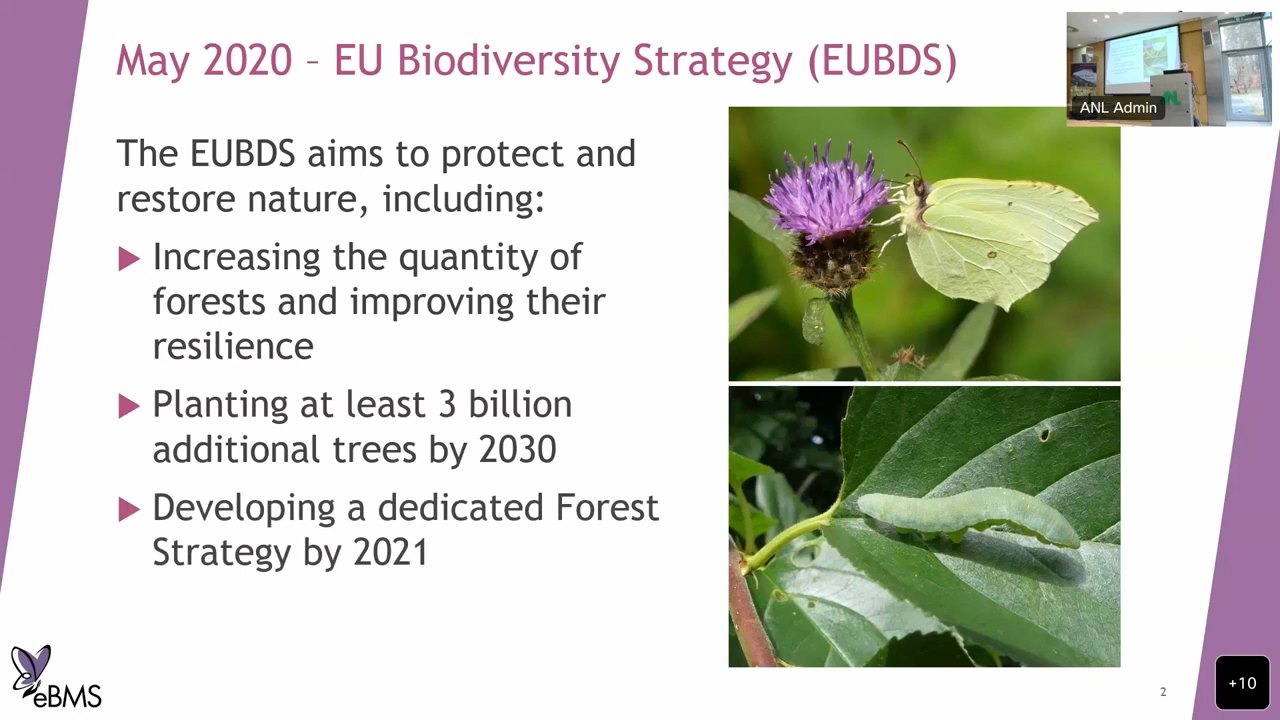 May 2020 – EU Biodiversity Strategy (EUBDS)
ANL Admin
The EUBDS aims to protect and
restore nature, including:
Increasing the quantity of
forests and improving their
resilience
Planting at least 3 billion
additional trees by 2030
Developing a dedicated Forest
Strategy by 2021
eBMS
2
+10